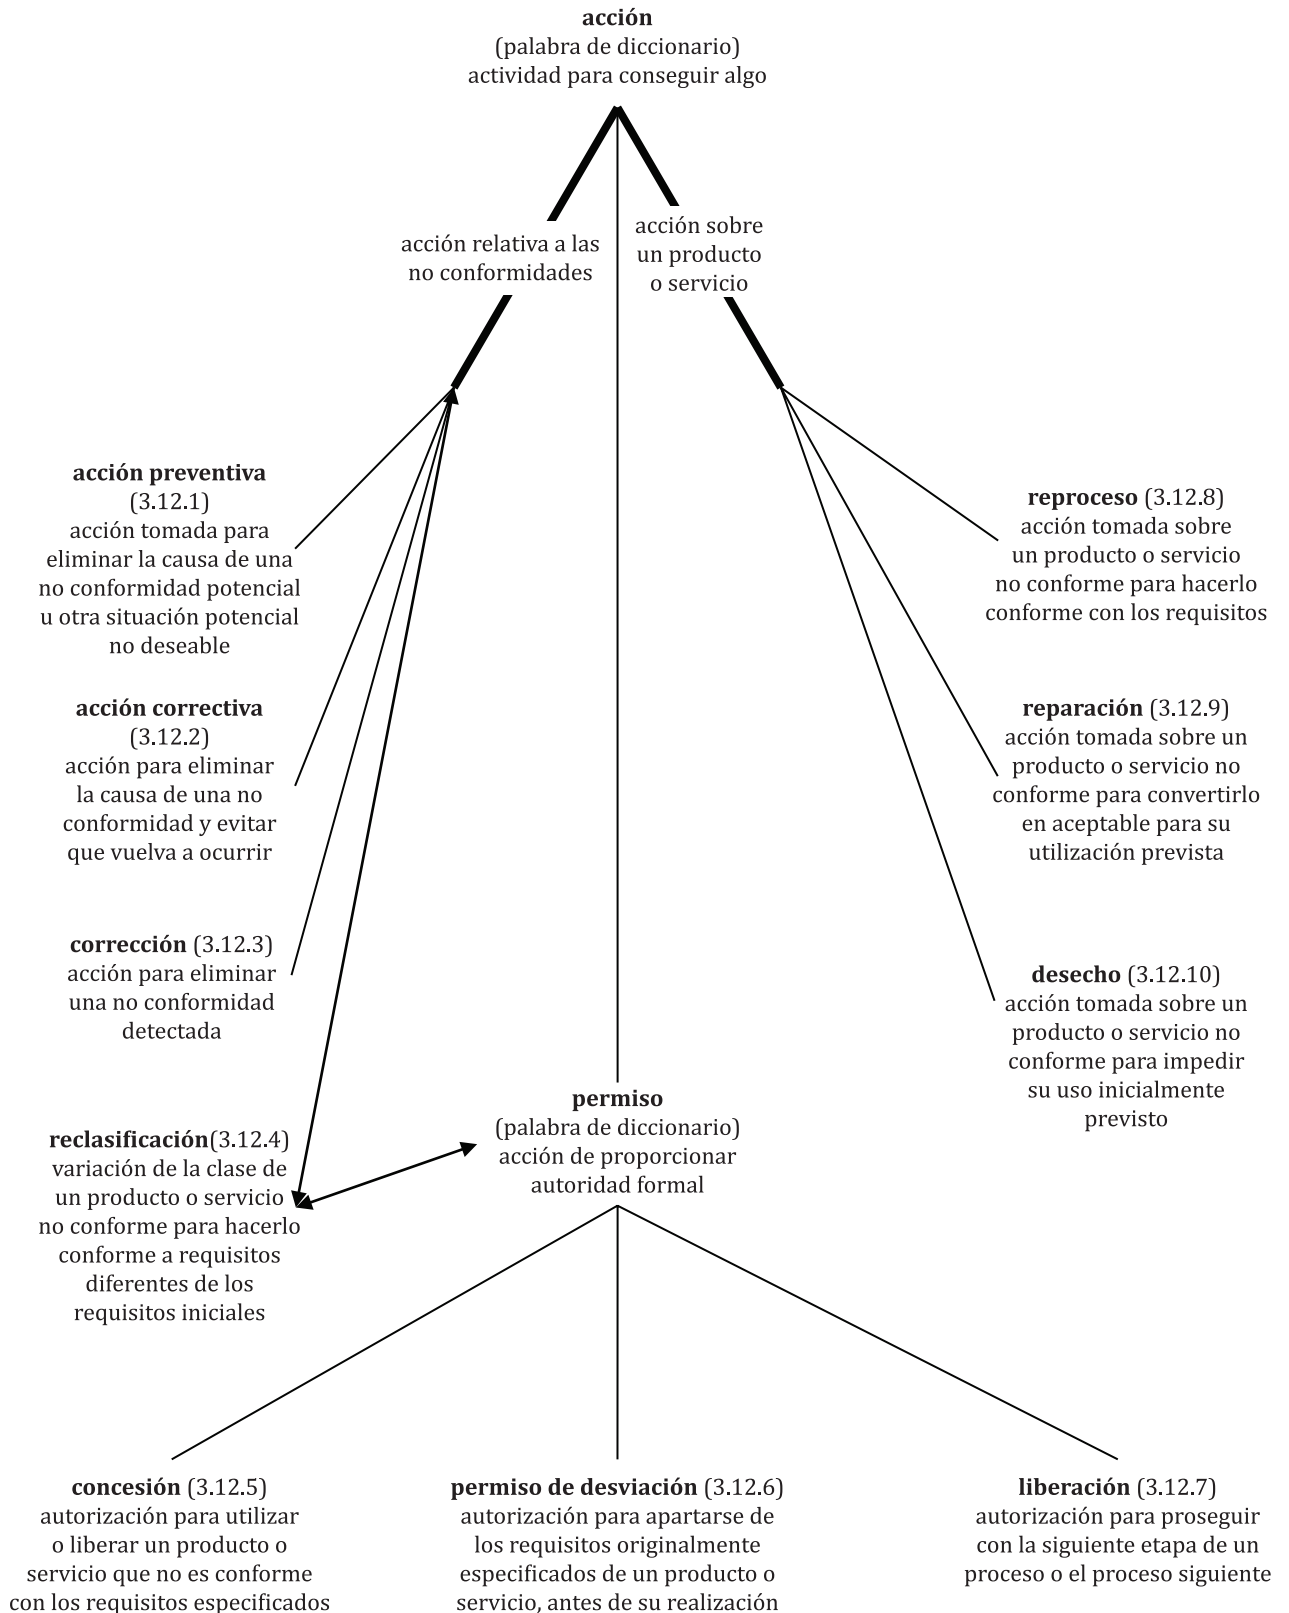 acción
(palabra de diccionario)
actividad para conseguir algo
acción relativa a las
no conformidades
acción sobre
un producto
o servicio
acción preventiva
(3.12.1)
acción tomada para
eliminar la causa de una
no conformidad potencial
u otra situación potencial
no deseable
acción correctiva
(3.12.2)
acción para eliminar
la causa de una no
conformidad y evitar
que vuelva a ocurrir
corrección (3.12.3)
acción para eliminar
una no conformidad
detectada
reclasificación(3.12.4)
variación de la clase de
un producto o servicio
no conforme para hacerlo
conforme a requisitos
diferentes de los
requisitos iniciales
reproceso (3.12.8)
acción tomada sobre
un producto o servicio
no conforme para hacerlo
conforme con los requisitos
reparación (3.12.9)
acción tomada sobre un
producto o servicio no
conforme para convertirlo
en aceptable para su
utilización prevista
desecho (3.12.10)
acción tomada sobre un
producto o servicio no
conforme para impedir
su uso inicialmente
previsto
permiso
(palabra de diccionario)
acción de proporcionar
autoridad formal
concesión (3.12.5)
autorización para utilizar
o liberar un producto o
servicio que no es conforme
con los requisitos especificados
permiso de desviación (3.12.6)
autorización para apartarse de
los requisitos originalmente
especificados de un producto o
servicio, antes de su realización
liberación (3.12.7)
autorización para proseguir
con la siguiente etapa de un
proceso o el proceso siguiente